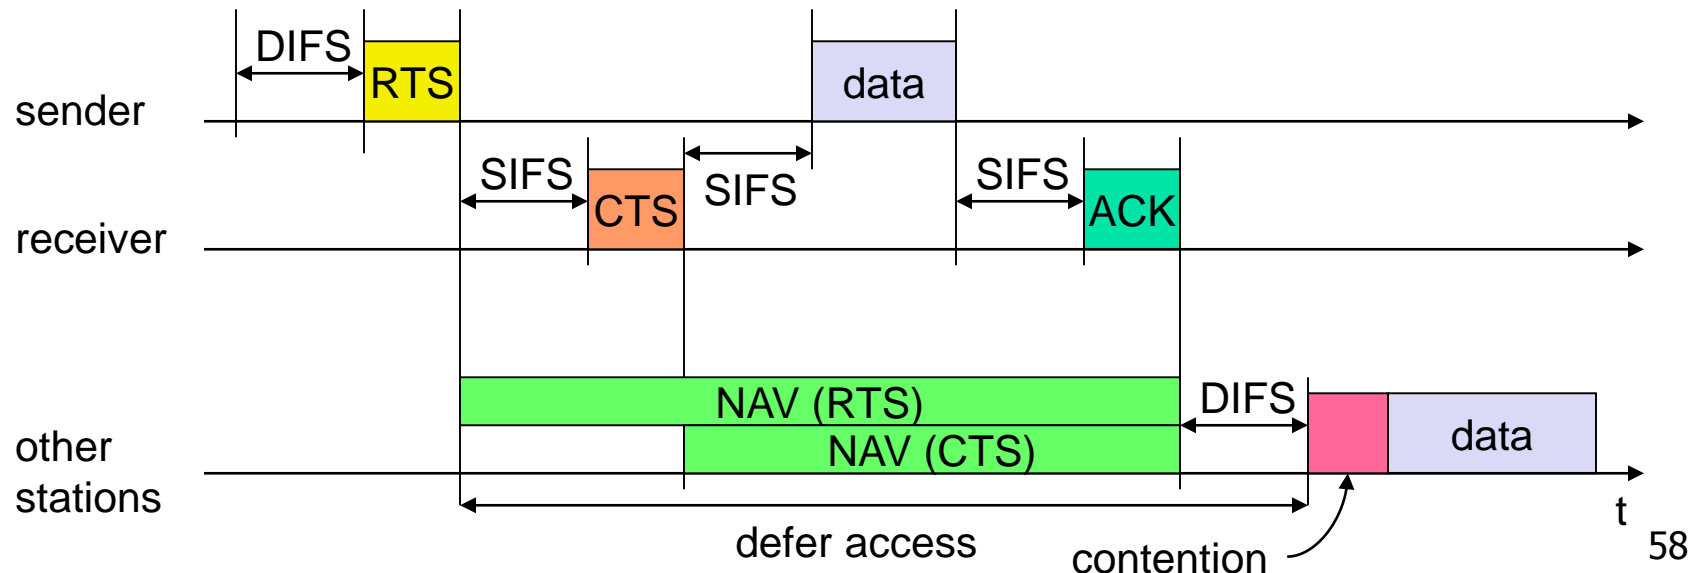 DIFS
RTS
data
sender
SIFS
CTS
SIFS
SIFS
ACK
receiver
NAV (RTS)
DIFS
NAV (CTS)
data
other
stations
t
defer access
contention
58